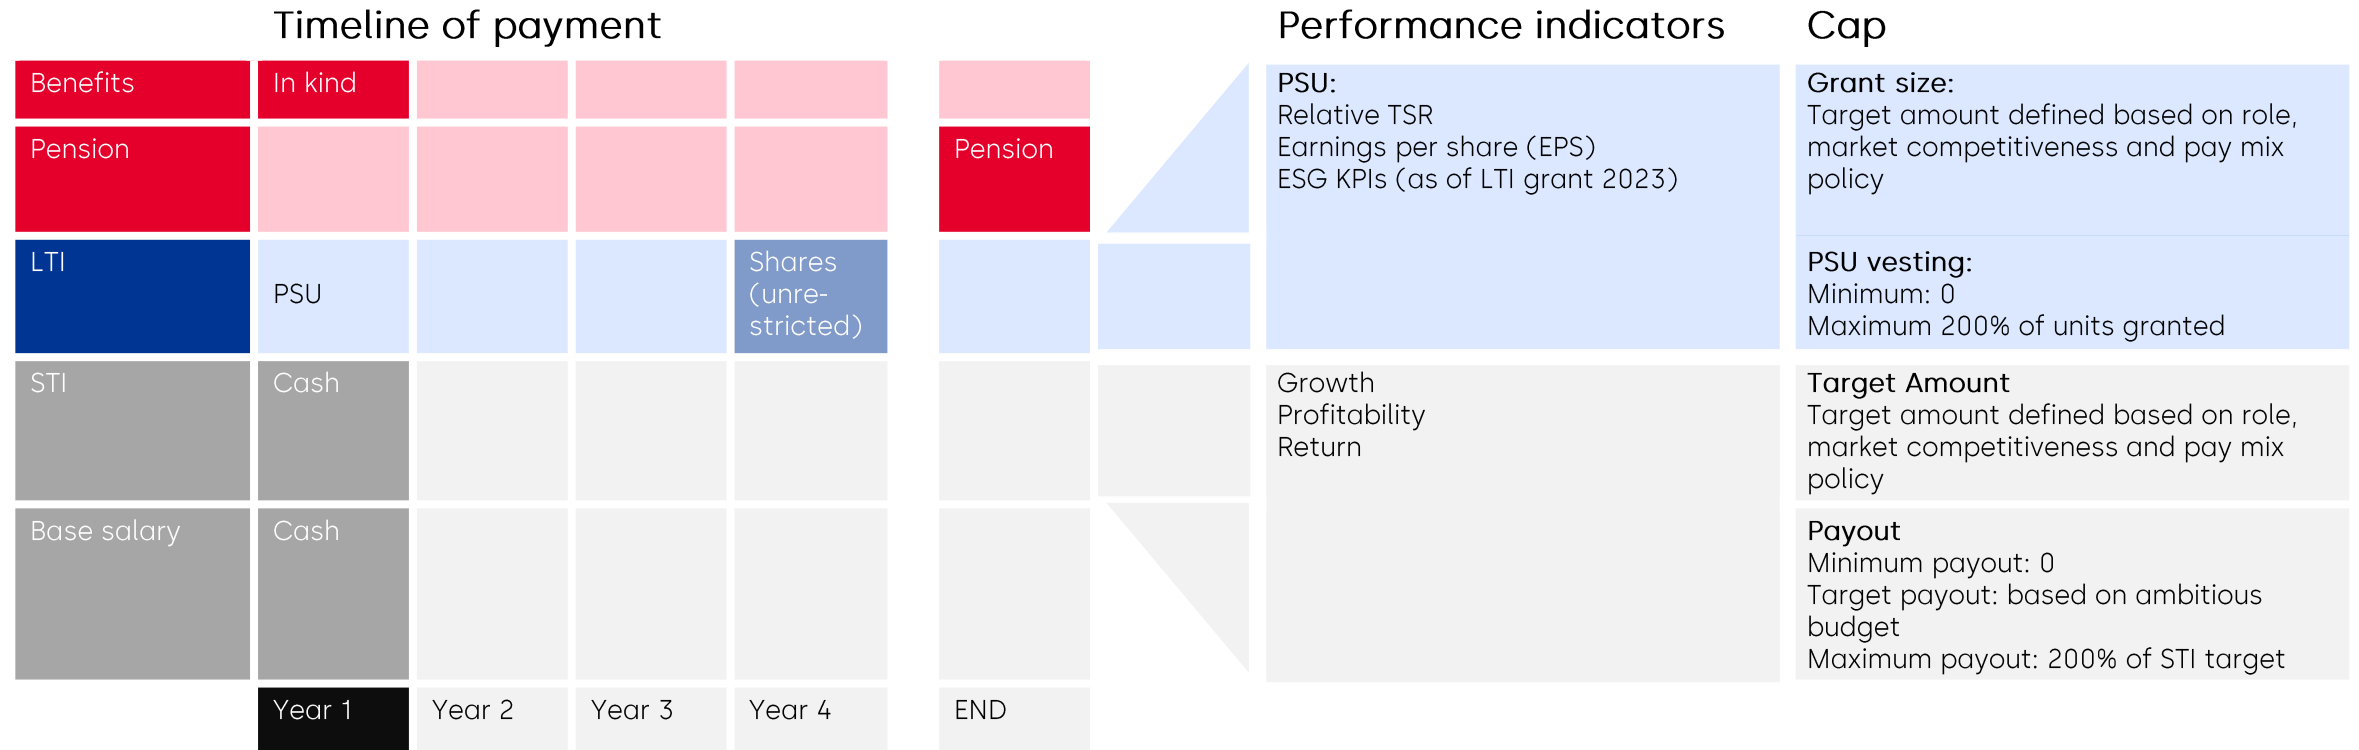 Timeline of payment
Performance indicators
Cap
Benefits
In kind
Pension
Pension
LTI
PSU
Shares
(unre-
stricted)
STI
Cash
Base salary
Cash
Year 1
Year 2
Year 3
Year 4
END
PSU:
Relative TSR
Earnings per share (EPS)
ESG KPIs (as of LTI grant 2023)
Growth
Profitability
Return
Grant size:
Target amount defined based on role,
market competitiveness and pay mix
policy
PSU vesting:
Minimum: 0
Maximum 200% of units granted
Target Amount
Target amount defined based on role,
market competitiveness and pay mix
policy
Payout
Minimum payout: 0
Target payout: based on ambitious
budget
Maximum payout: 200% of STI target